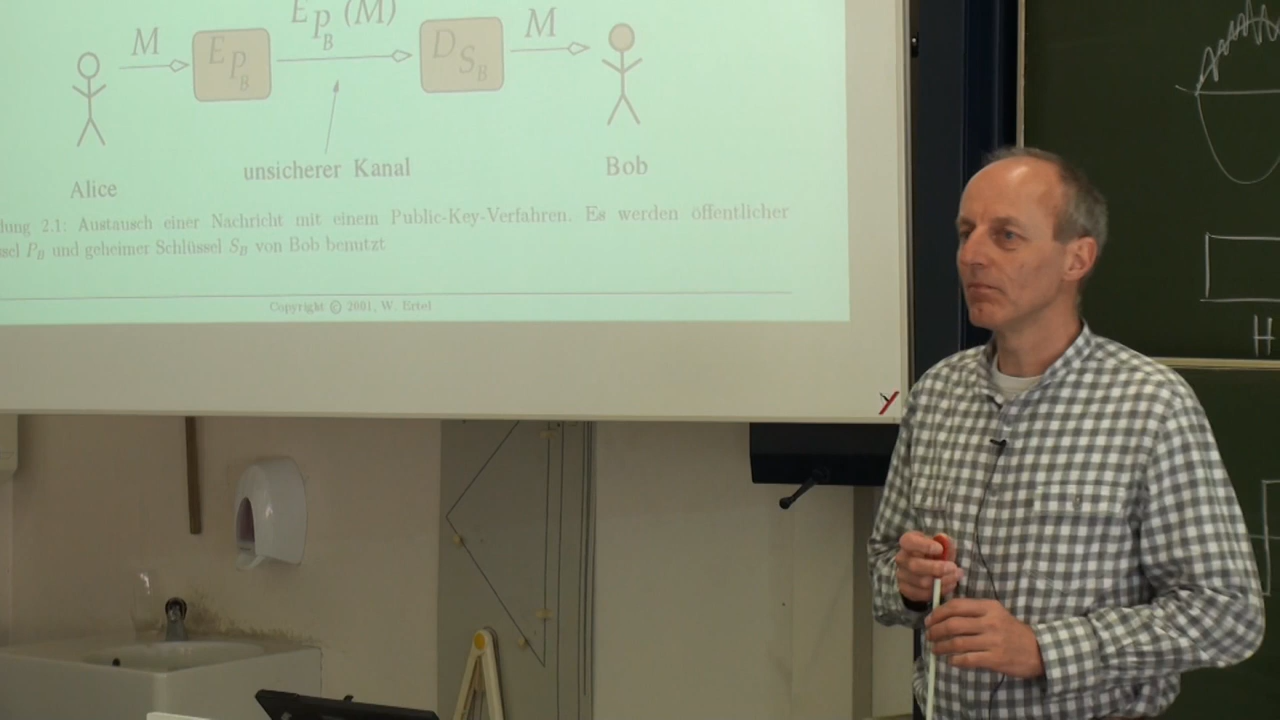 M E_{P_B}(M) M
E_{P_B} D_{S_B}
unsicherer Kanal
Alice Bob
dung 2.1: Austausch einer Nachricht mit einem Public-Key-Verfahren. Es werden öffentlicher
ssel P_B und geheimer Schlüssel S_B von Bob benutzt
Copyright © 2001, W. Ertel
H